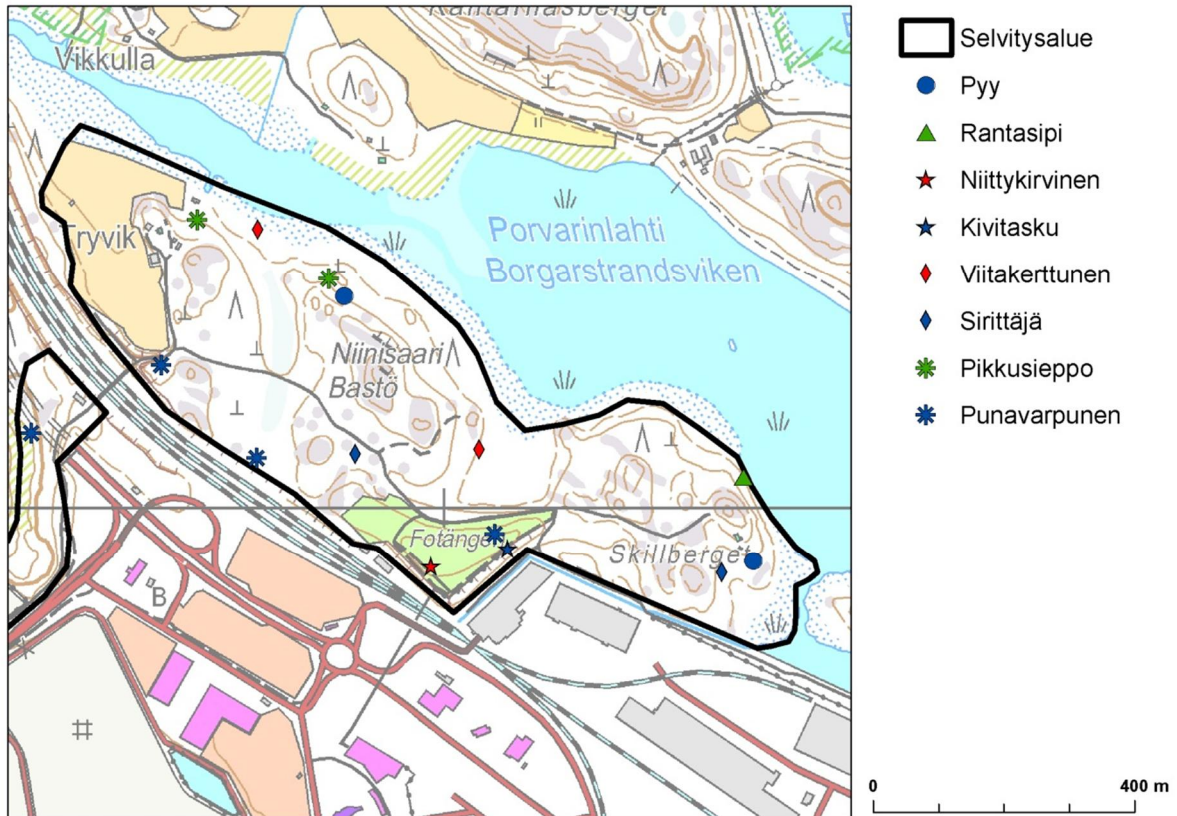 Rantamäsberget
Vikkulla
Selvitysalue
Pyy
Rantasipi
Niittykirvinen
Kivitasku
Viitakerttunen
Sirittäjä
Pikkusieppo
Punavarpunen
Tryvik
Porvarinlahti
Borgarstrandsviken
Niinisaari
Bastö
Fotängen
Skillberget
B
0
400 m